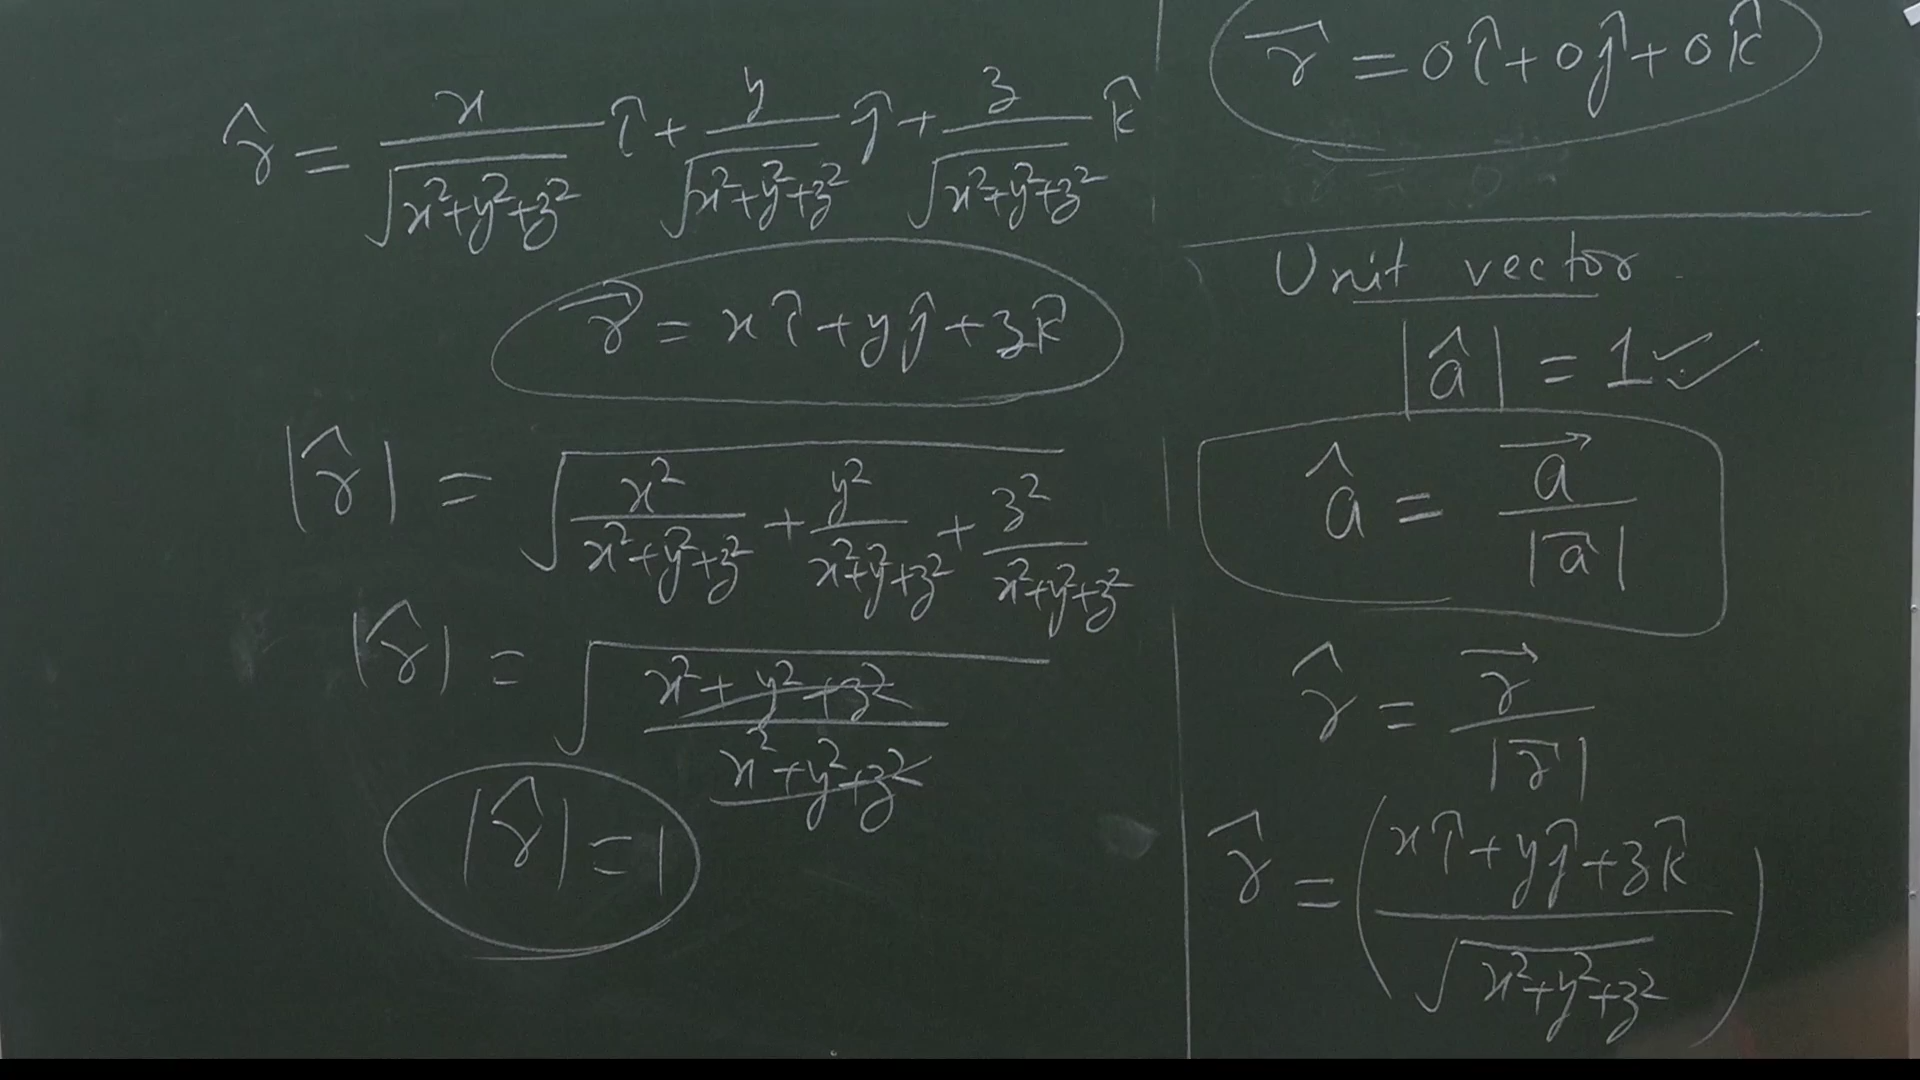 r̂ = x/√(x²+y²+z²) î + y/√(x²+y²+z²) ĵ + z/√(x²+y²+z²) k̂
r⃗ = xî + yĵ + zk̂
|r̂| = √(x²/(x²+y²+z²) + y²/(x²+y²+z²) + z²/(x²+y²+z²))
|r̂| = √((x²+y²+z²)/(x²+y²+z²))
|r̂| = 1
r⃗ = 0î + 0ĵ + 0k̂
Unit vector
|â| = 1 ✓✓
â = a⃗/|a⃗|
r̂ = r⃗/|r⃗|
r̂ = ((xî + yĵ + zk̂)/√(x²+y²+z²))